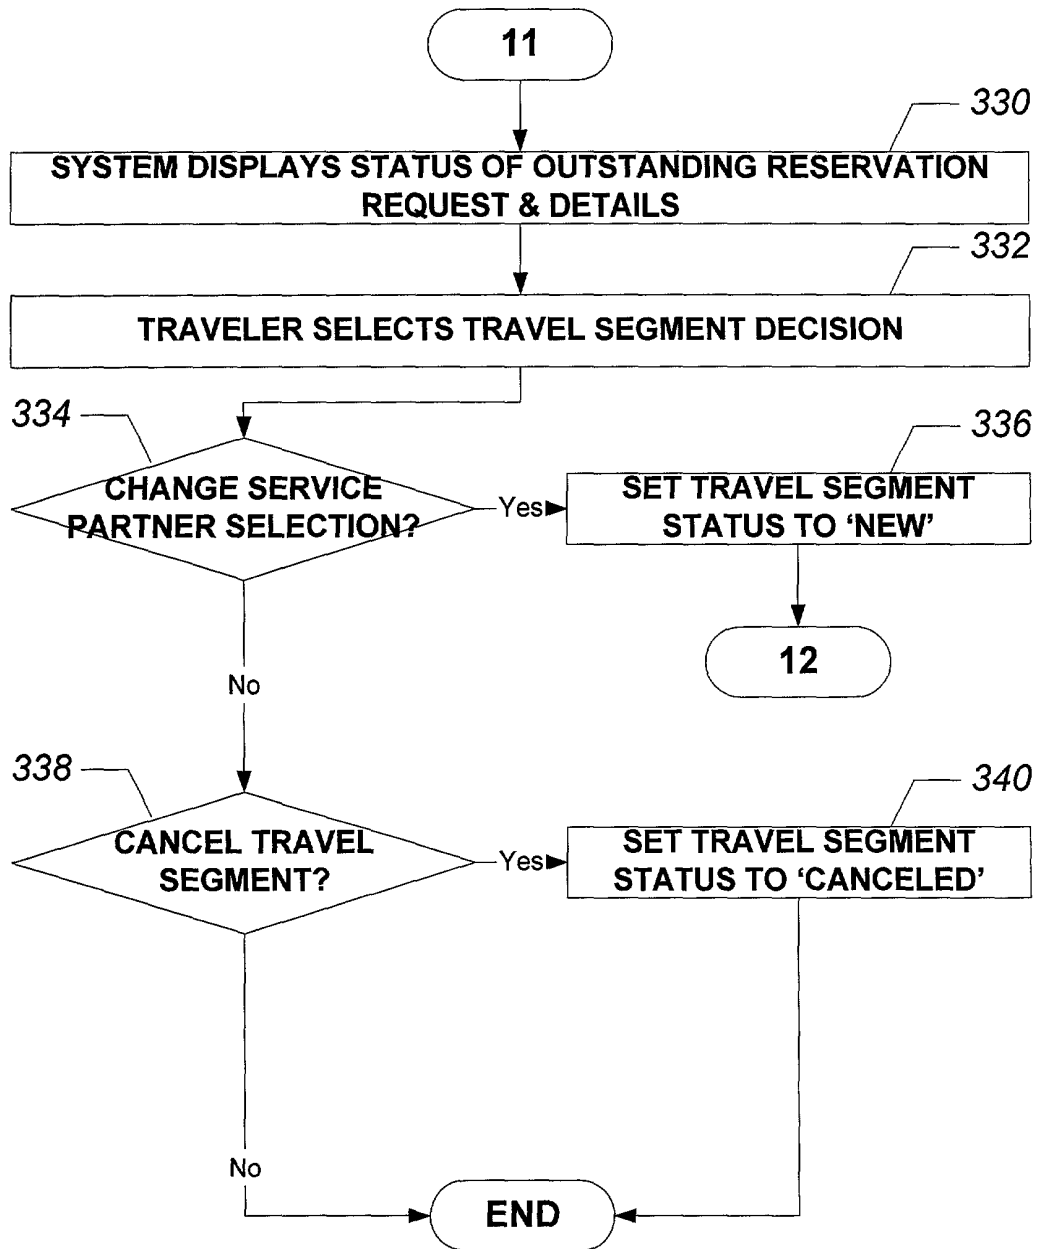 11
330
SYSTEM DISPLAYS STATUS OF OUTSTANDING RESERVATION
REQUEST & DETAILS
332
TRAVELER SELECTS TRAVEL SEGMENT DECISION
334
CHANGE SERVICE
PARTNER SELECTION?
Yes
336
SET TRAVEL SEGMENT
STATUS TO ‘NEW’
12
No
338
CANCEL TRAVEL
SEGMENT?
Yes
340
SET TRAVEL SEGMENT
STATUS TO ‘CANCELED’
No
END